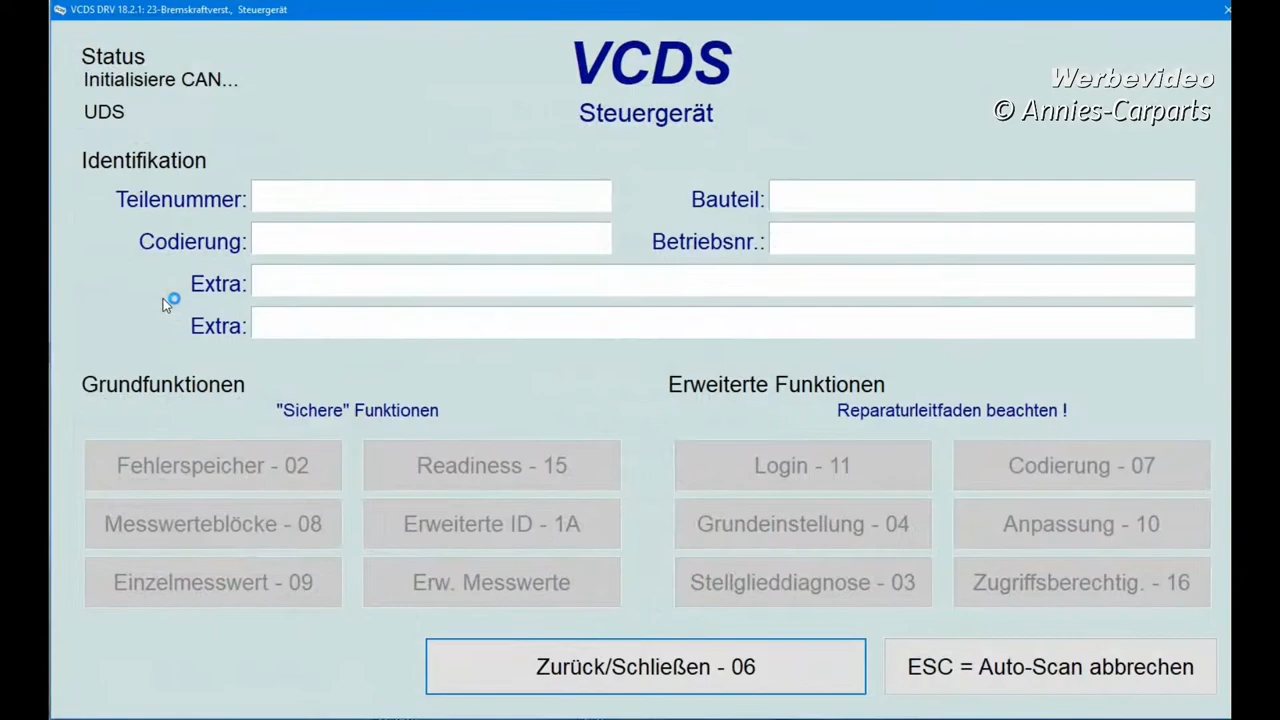 VCDS DRV 18.2.1: 23-Bremskraftverst., Steuergerät
Status
Initialisiere CAN...
UDS
VCDS
Steuergerät
Werbevideo
© Annies-Carparts
Identifikation
Teilenummer:
Bauteil:
Codierung:
Betriebsnr.:
Extra:
Extra:
Grundfunktionen
"Sichere" Funktionen
Erweiterte Funktionen
Reparaturleitfaden beachten !
Fehlerspeicher - 02
Readiness - 15
Login - 11
Codierung - 07
Messwerteblöcke - 08
Erweiterte ID - 1A
Grundeinstellung - 04
Anpassung - 10
Einzelmesswert - 09
Erw. Messwerte
Stellglieddiagnose - 03
Zugriffsberechtig. - 16
Zurück/Schließen - 06
ESC = Auto-Scan abbrechen